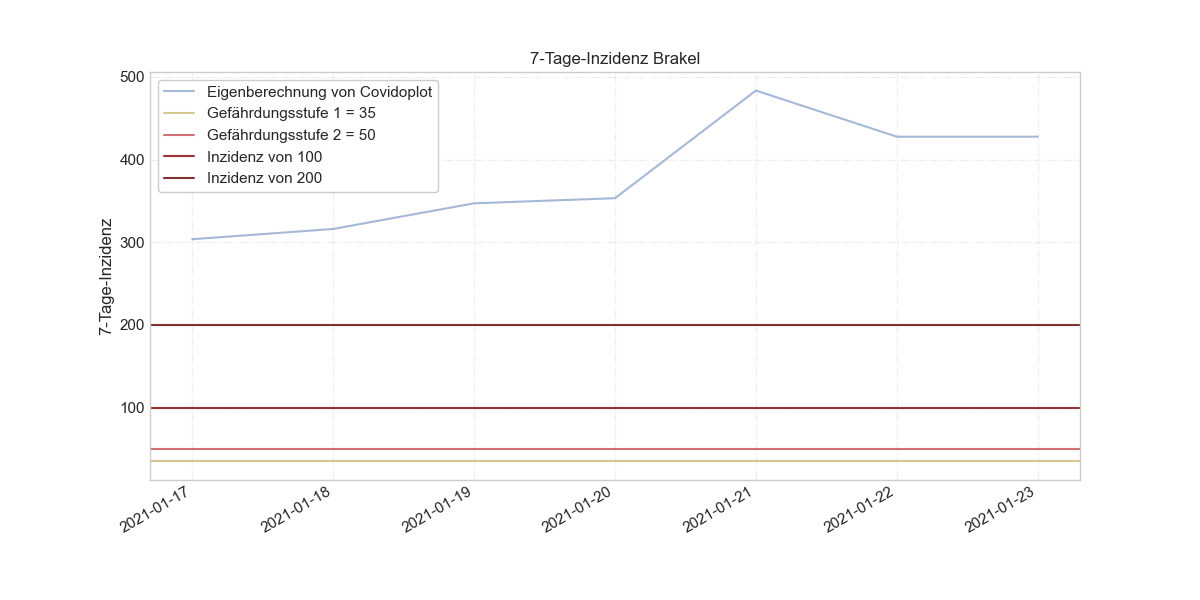 7-Tage-Inzidenz Brakel
500
400
300
200
100
7-Tage-Inzidenz
Eigenberechnung von Covidoplot
Gefährdungsstufe 1 = 35
Gefährdungsstufe 2 = 50
Inzidenz von 100
Inzidenz von 200
2021-01-17
2021-01-18
2021-01-19
2021-01-20
2021-01-21
2021-01-22
2021-01-23